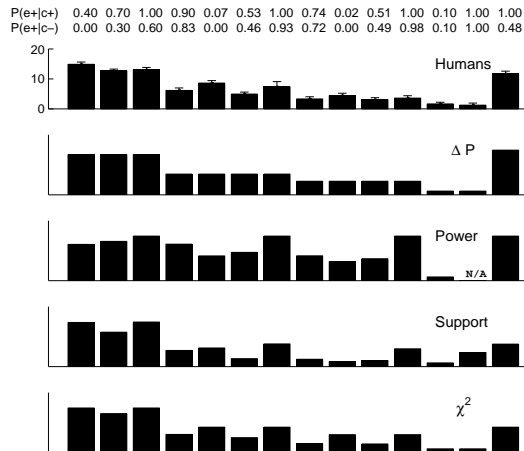 P(e+|c+) 0.40 0.70 1.00 0.90 0.07 0.53 1.00 0.74 0.02 0.51 1.00 0.10 1.00 1.00
P(e+|c−) 0.00 0.30 0.60 0.83 0.00 0.46 0.93 0.72 0.00 0.49 0.98 0.10 1.00 0.48
20
Humans
10
0
Δ P
Power
N/A
Support
χ²